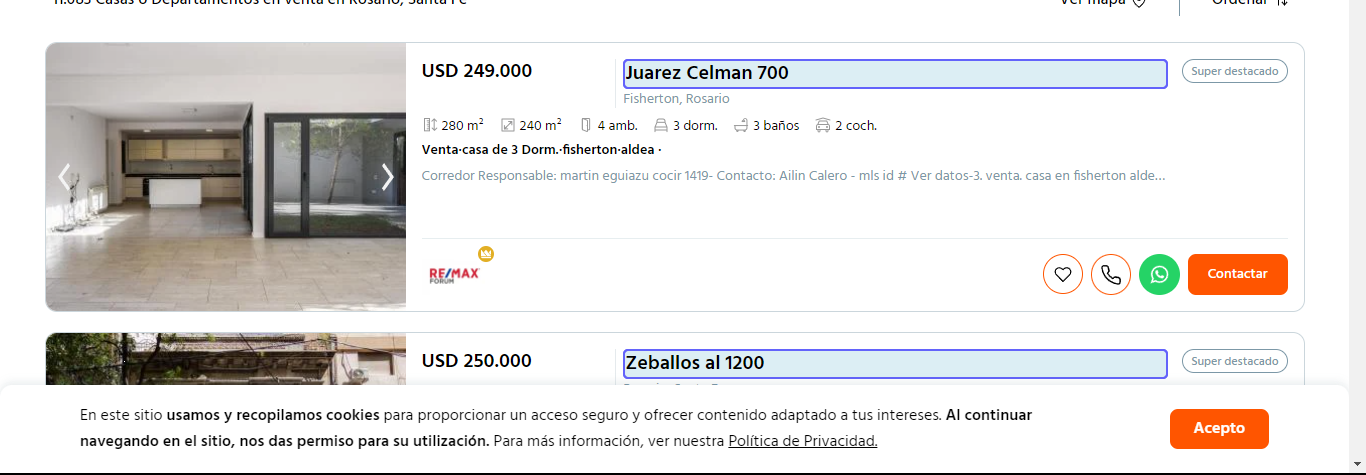 11.083 Casas o Departamentos en venta en Rosario, Santa Fe
Ver mapa
Ordenar
USD 249.000
Juarez Celman 700
Super destacado
Fisherton, Rosario
280 m²
240 m²
4 amb.
3 dorm.
3 baños
2 coch.
Venta·casa de 3 Dorm.·fisherton·aldea ·
Corredor Responsable: martin eguiazu cocir 1419- Contacto: Ailin Calero - mls id # Ver datos-3. venta. casa en fisherton alde...
RE/MAX
FORUM
Contactar
USD 250.000
Zeballos al 1200
Super destacado
En este sitio usamos y recopilamos cookies para proporcionar un acceso seguro y ofrecer contenido adaptado a tus intereses. Al continuar
navegando en el sitio, nos das permiso para su utilización. Para más información, ver nuestra Política de Privacidad.
Acepto